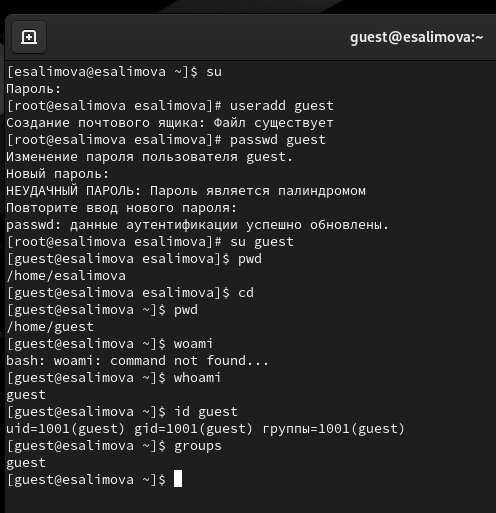 guest@esalimova:~
[esalimova@esalimova ~]$ su
Пароль:
[root@esalimova esalimova]# useradd guest
Создание почтового ящика: Файл существует
[root@esalimova esalimova]# passwd guest
Изменение пароля пользователя guest.
Новый пароль:
НЕУДАЧНЫЙ ПАРОЛЬ: Пароль является палиндромом
Повторите ввод нового пароля:
passwd: данные аутентификации успешно обновлены.
[root@esalimova esalimova]# su guest
[guest@esalimova esalimova]$ pwd
/home/esalimova
[guest@esalimova esalimova]$ cd
[guest@esalimova ~]$ pwd
/home/guest
[guest@esalimova ~]$ woami
bash: woami: command not found...
[guest@esalimova ~]$ whoami
guest
[guest@esalimova ~]$ id guest
uid=1001(guest) gid=1001(guest) группы=1001(guest)
[guest@esalimova ~]$ groups
guest
[guest@esalimova ~]$